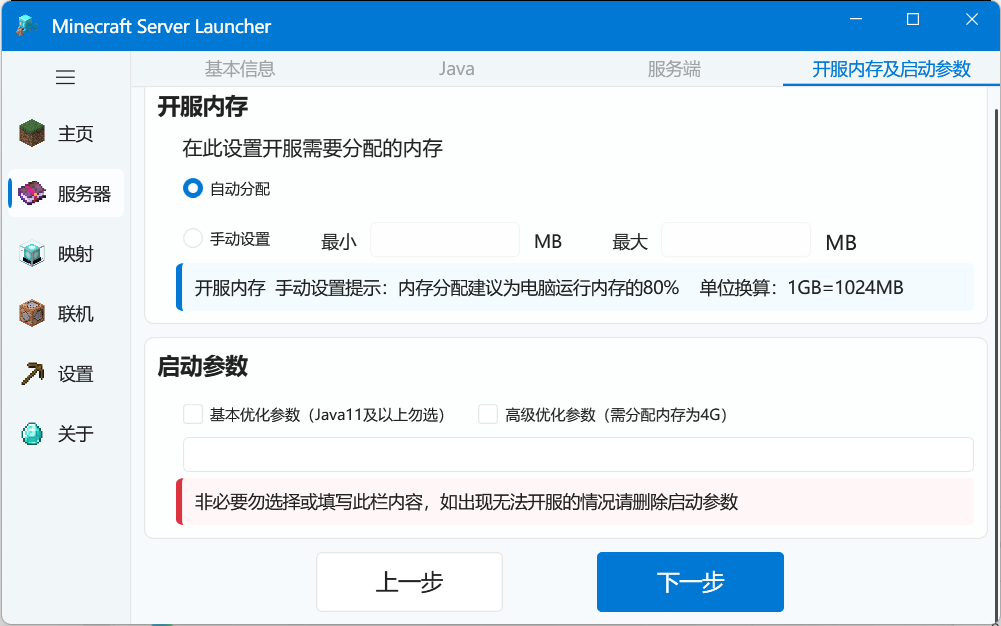 Minecraft Server Launcher
基本信息 Java 服务端 开服内存及启动参数
主页
服务器
映射
联机
设置
关于
开服内存
在此设置开服需要分配的内存
自动分配
手动设置 最小 MB 最大 MB
开服内存 手动设置提示：内存分配建议为电脑运行内存的80% 单位换算：1GB=1024MB
启动参数
基本优化参数（Java11及以上勿选） 高级优化参数（需分配内存为4G）
非必要勿选择或填写此栏内容，如出现无法开服的情况请删除启动参数
上一步 下一步